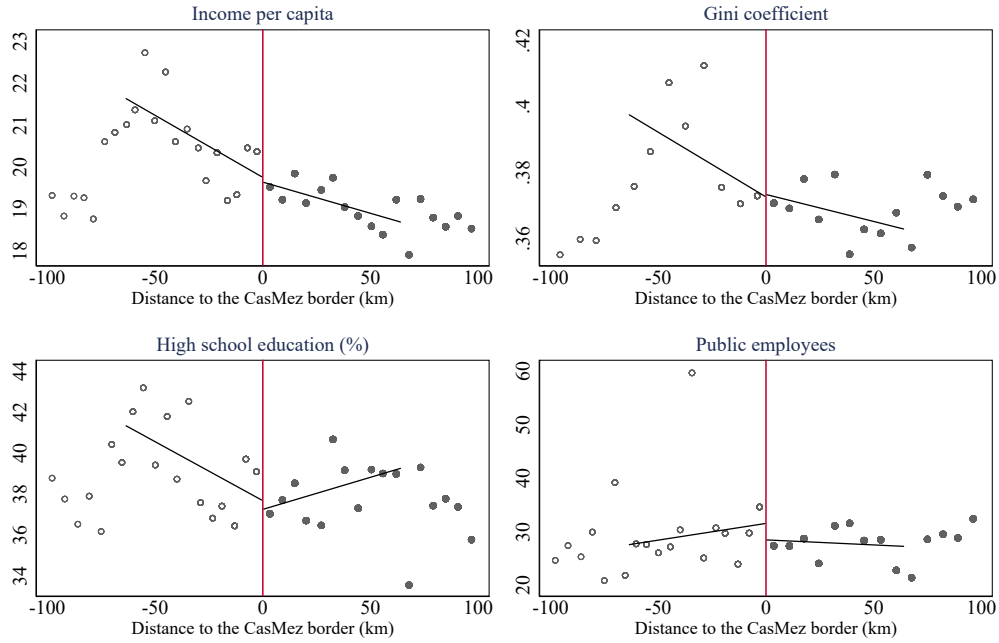 Income per capita
23
22
21
20
19
18
-100 -50 0 50 100
Distance to the CasMez border (km)
Gini coefficient
.42
.4
.38
.36
-100 -50 0 50 100
Distance to the CasMez border (km)
High school education (%)
44
42
40
38
36
34
-100 -50 0 50 100
Distance to the CasMez border (km)
Public employees
60
50
40
30
20
-100 -50 0 50 100
Distance to the CasMez border (km)